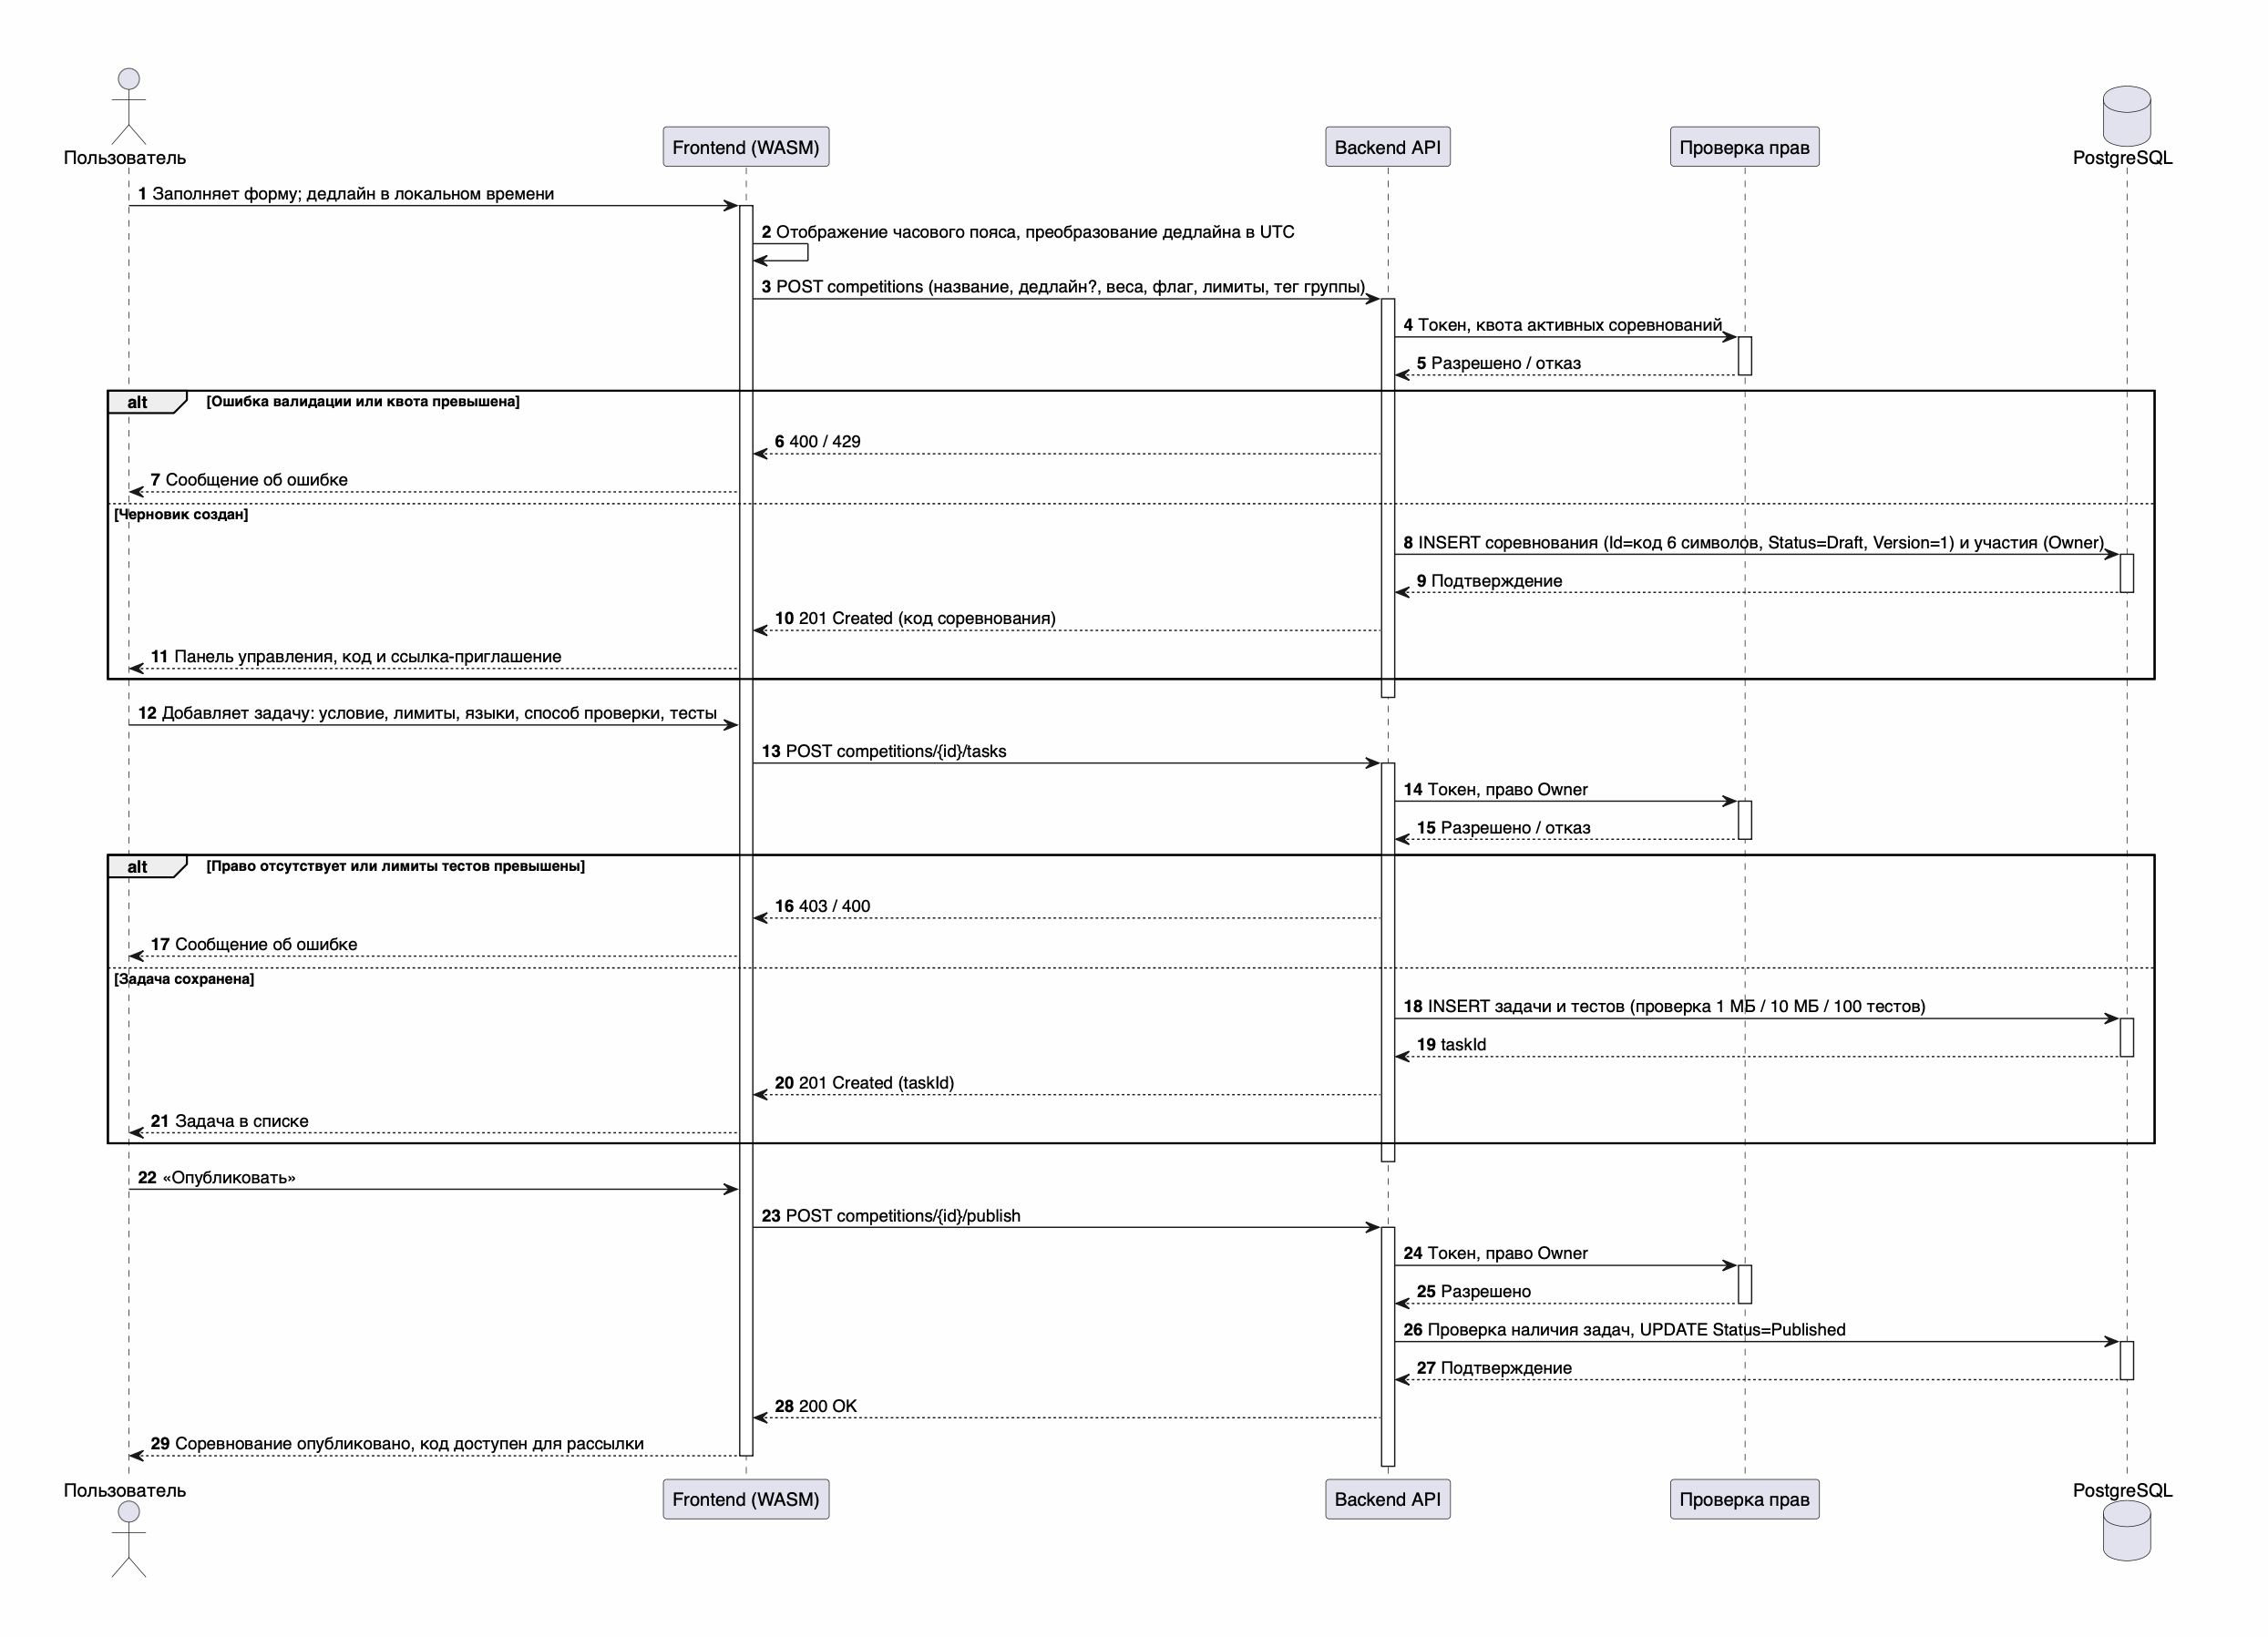 Пользователь
Frontend (WASM)
Backend API
Проверка прав
PostgreSQL
1 Заполняет форму; дедлайн в локальном времени
2 Отображение часового пояса, преобразование дедлайна в UTC
3 POST competitions (название, дедлайн?, веса, флаг, лимиты, тег группы)
4 Токен, квота активных соревнований
5 Разрешено / отказ
alt [Ошибка валидации или квота превышена]
6 400 / 429
7 Сообщение об ошибке
[Черновик создан]
8 INSERT соревнования (Id=код 6 символов, Status=Draft, Version=1) и участия (Owner)
9 Подтверждение
10 201 Created (код соревнования)
11 Панель управления, код и ссылка-приглашение
12 Добавляет задачу: условие, лимиты, языки, способ проверки, тесты
13 POST competitions/{id}/tasks
14 Токен, право Owner
15 Разрешено / отказ
alt [Право отсутствует или лимиты тестов превышены]
16 403 / 400
17 Сообщение об ошибке
[Задача сохранена]
18 INSERT задачи и тестов (проверка 1 МБ / 10 МБ / 100 тестов)
19 taskId
20 201 Created (taskId)
21 Задача в списке
22 «Опубликовать»
23 POST competitions/{id}/publish
24 Токен, право Owner
25 Разрешено
26 Проверка наличия задач, UPDATE Status=Published
27 Подтверждение
28 200 OK
29 Соревнование опубликовано, код доступен для рассылки
Пользователь
Frontend (WASM)
Backend API
Проверка прав
PostgreSQL